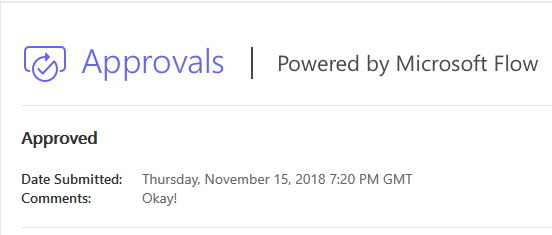 Approvals | Powered by Microsoft Flow
Approved
Date Submitted: Thursday, November 15, 2018 7:20 PM GMT
Comments: Okay!